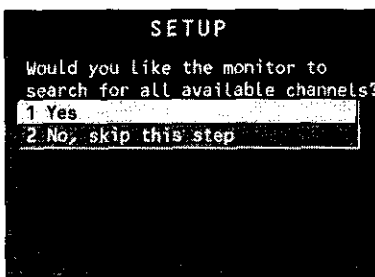 SETUP
Would you like the monitor to
search for all available channels?
1 Yes
2 No, skip this step